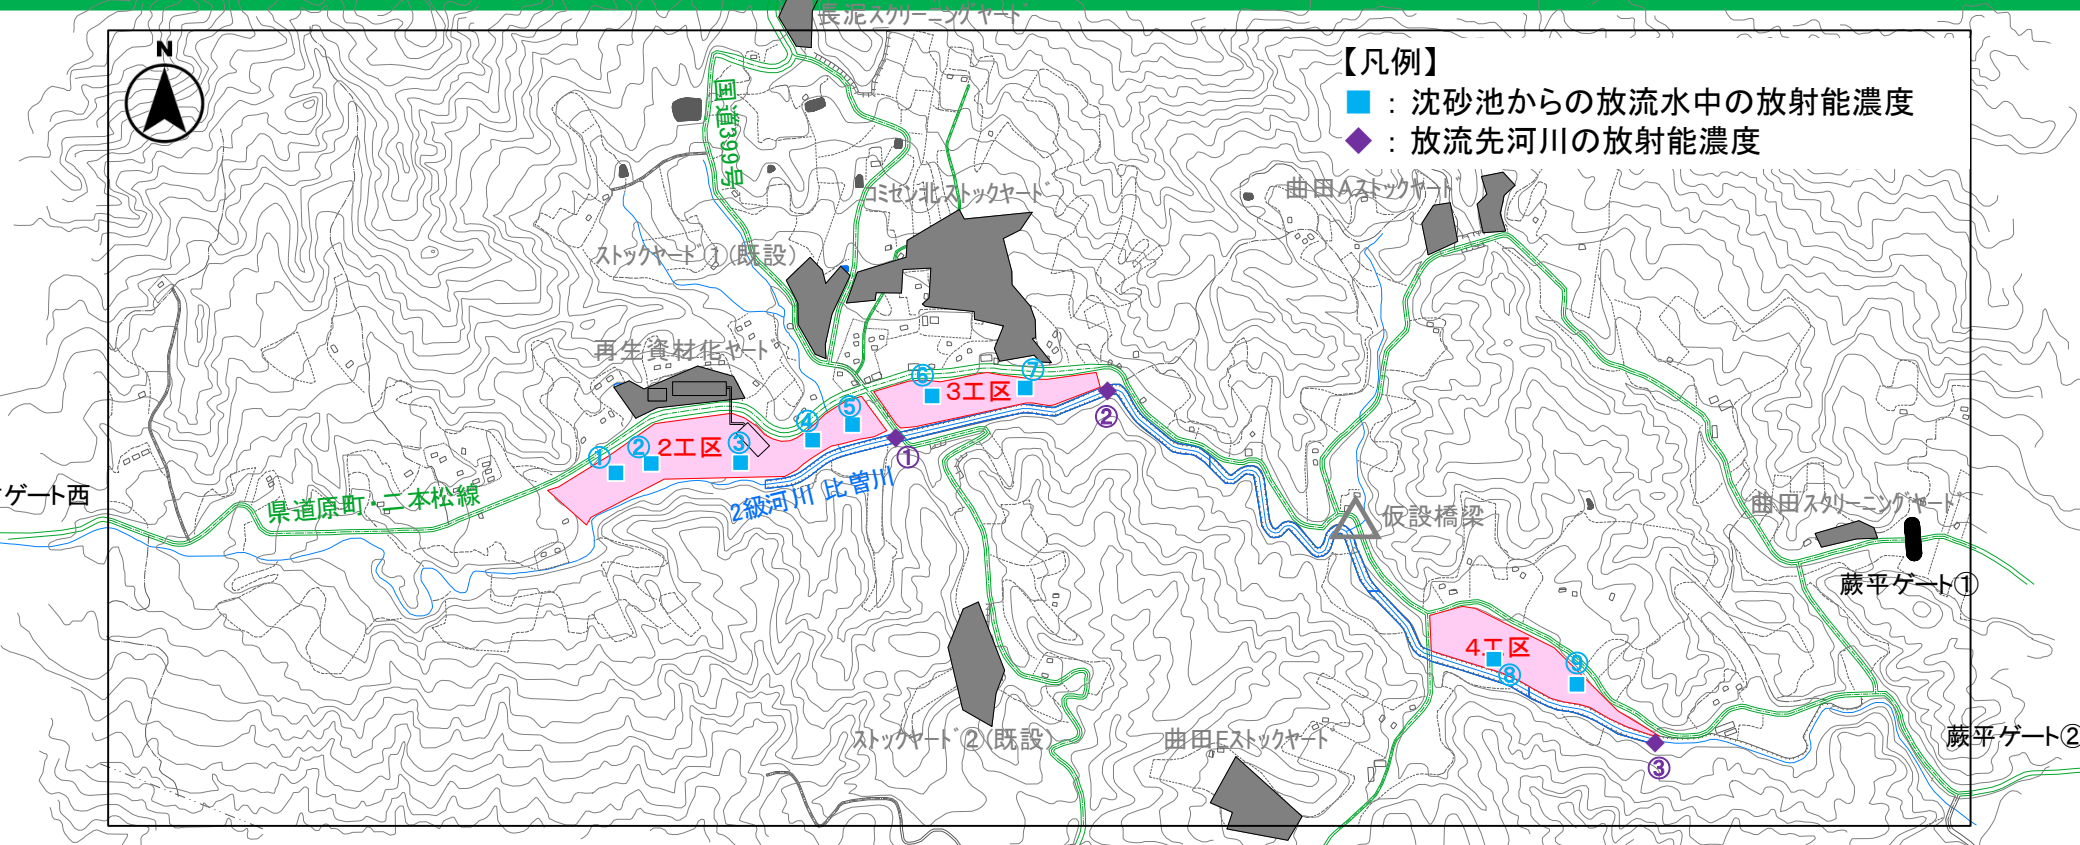 長泥スクリーニングヤード
N
【凡例】
■ : 沈砂池からの放流水中の放射能濃度
◆ : 放流先河川の放射能濃度
国道399号
コミセン北ストックヤード
曲田Aストックヤード
ストックヤード①(既設)
再生資材化ヤード
⑥
⑦
3工区
⑤
④
②
①
②
2工区
③
①
ゲート西
県道原町・二本松線
2級河川 比曽川
仮設橋梁
曲田スクリーニングヤード
蕨平ゲート①
4工区
⑧
⑨
ストックヤード②(既設)
曲田Eストックヤード
蕨平ゲート②
③